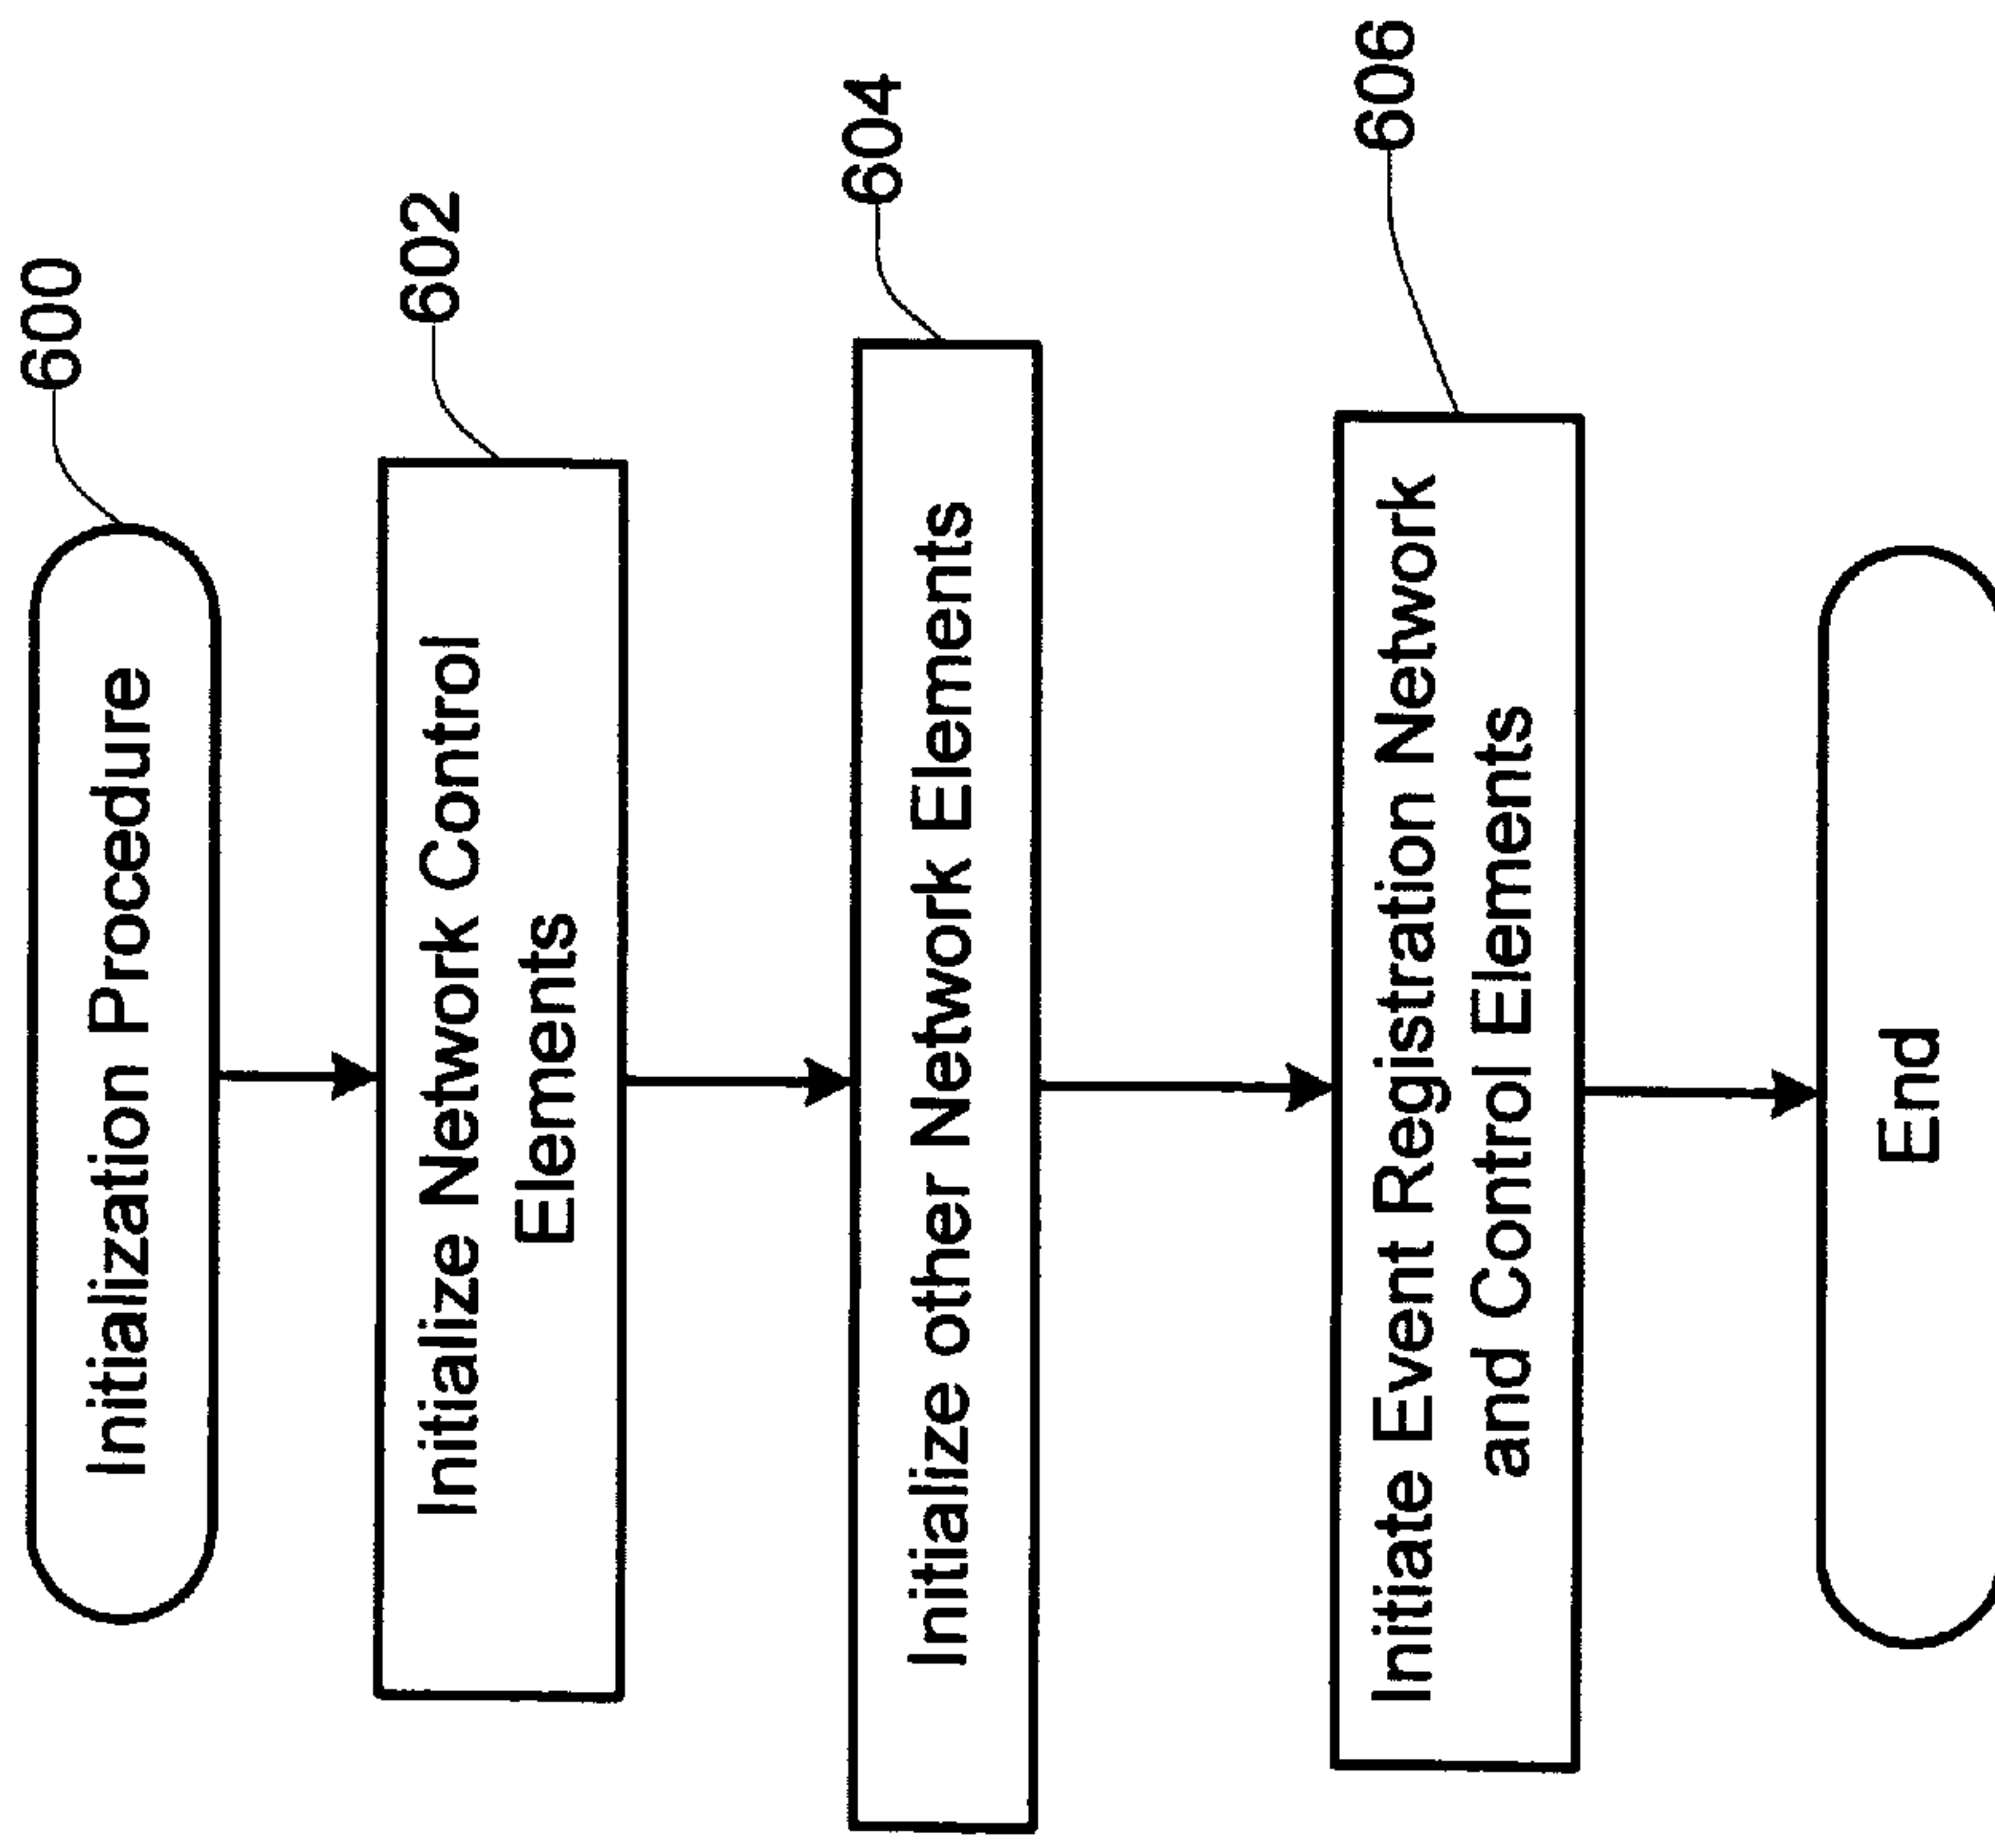 600
Initialization Procedure
602
Initialize Network Control
Elements
604
Initialize other Network Elements
606
Initiate Event Registration Network
and Control Elements
End